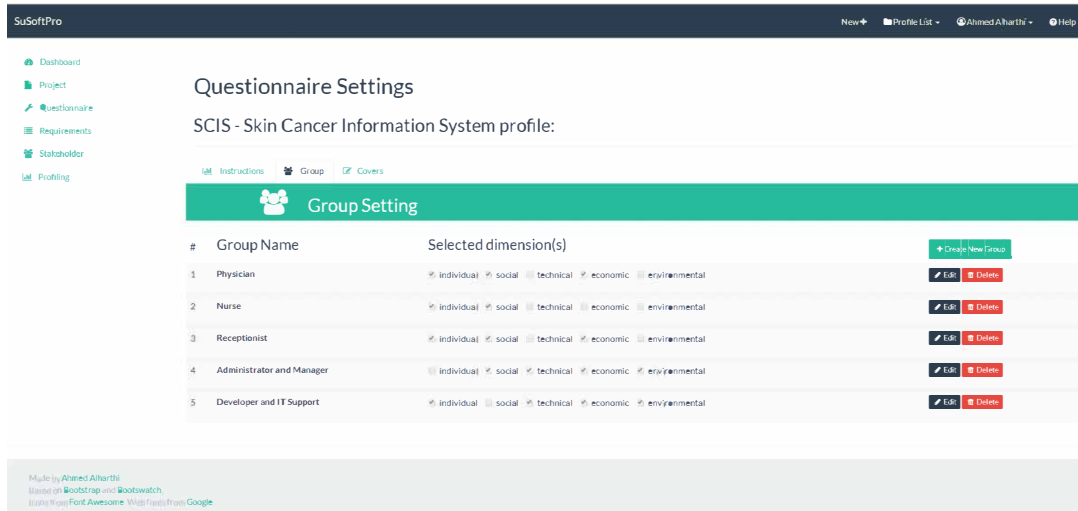 SuSoftPro New Profile List Ahmed Alharthi Help
Dashboard
Project
Questionnaire
Requirements
Stakeholder
Profiling
Questionnaire Settings
SCIS - Skin Cancer Information System profile:
Instructions Group Covers
Group Setting
# Group Name Selected dimension(s) Create New Group
1 Physician individual social technical economic environmental Edit Delete
2 Nurse individual social technical economic environmental Edit Delete
3 Receptionist individual social technical economic environmental Edit Delete
4 Administrator and Manager individual social technical economic environmental Edit Delete
5 Developer and IT Support individual social technical economic environmental Edit Delete
Made by Ahmed Alharthi
Based on Bootstrap and Bootswatch.
Icons from Font Awesome. Web fonts from Google